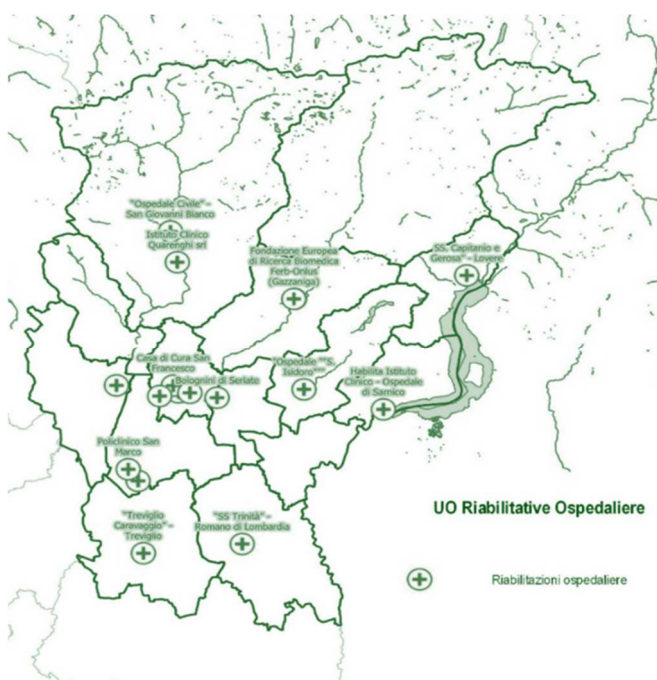 "Ospedale Civile" –
San Giovanni Bianco
Istituto Clinico
Quarenghi srl
Fondazione Europea
di Ricerca Biomedica
Ferb-Onlus
(Gazzaniga)
SS. Capitanio e
Gerosa" – Lovere
Casa di Cura San
Francesco
Bolognini di Seriate
"Ospedale ""S.
Isidoro"""
Habilita Istituto
Clinico – Ospedale
di Sarnico
Policlinico San
Marco
"Treviglio
Caravaggio" –
Treviglio
"SS Trinità" –
Romano di Lombardia
UO Riabilitative Ospedaliere
Riabilitazioni ospedaliere